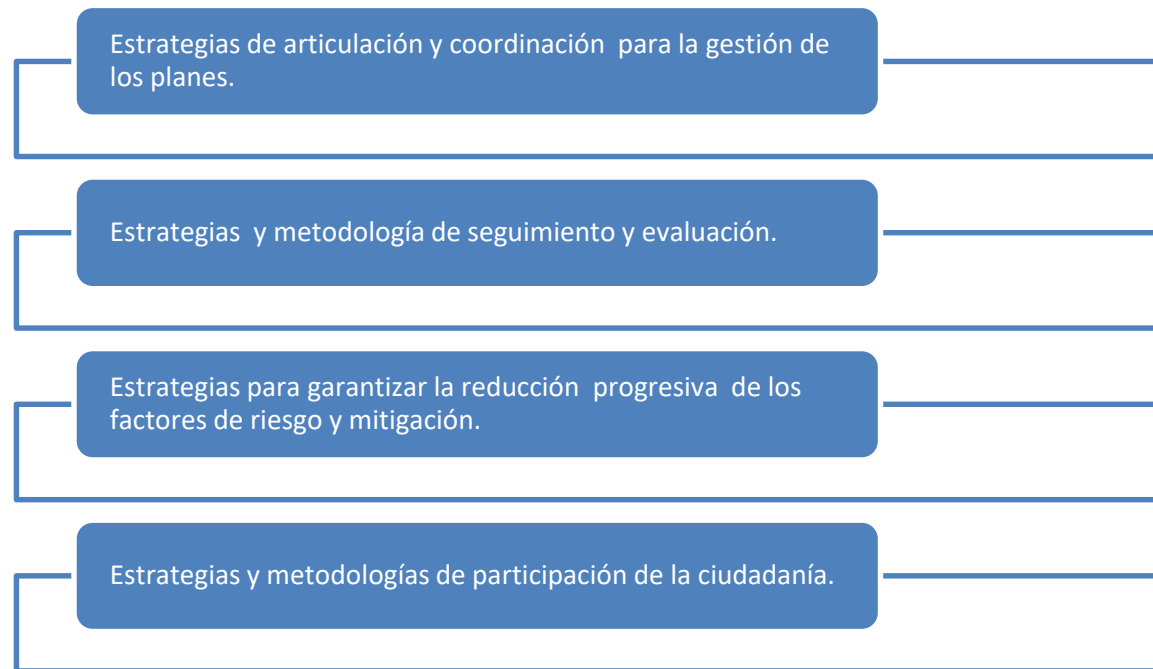 Estrategias de articulación y coordinación  para la gestión de
los planes.
Estrategias  y metodología de seguimiento y evaluación.
Estrategias para garantizar la reducción  progresiva  de los
factores de riesgo y mitigación.
Estrategias y metodologías de participación de la ciudadanía.